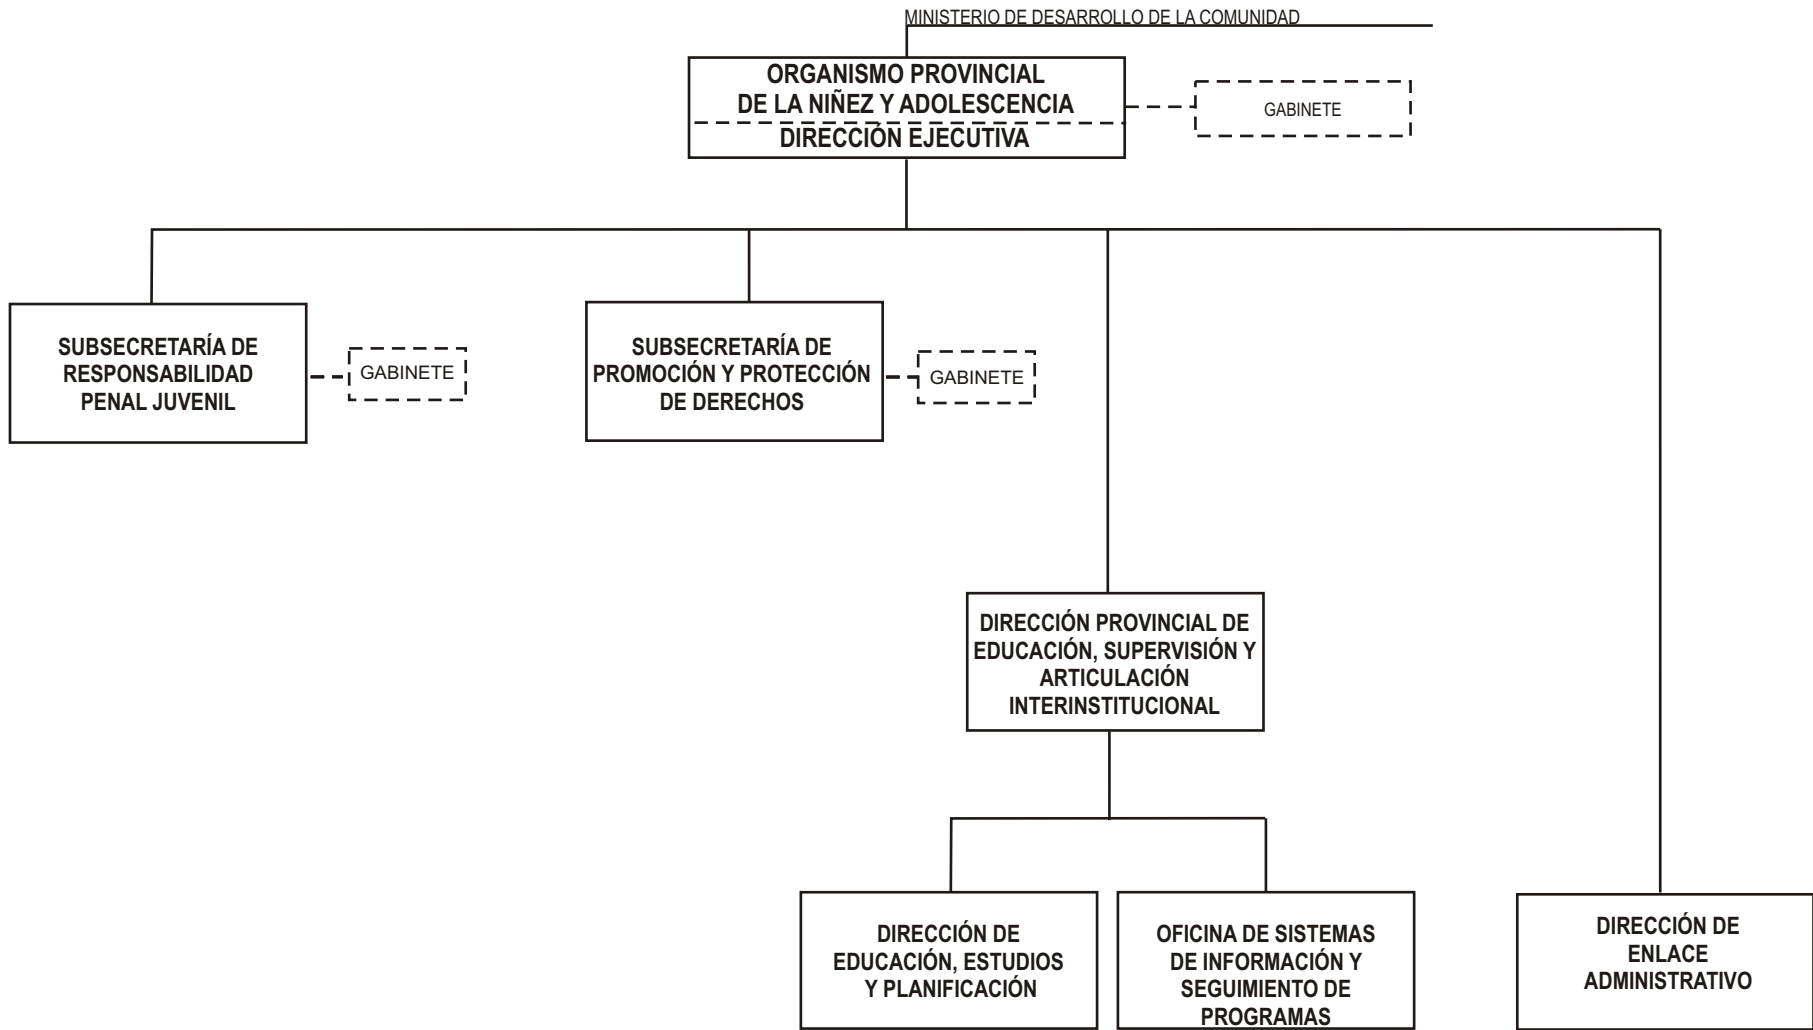 MINISTERIO DE DESARROLLO DE LA COMUNIDAD
ORGANISMO PROVINCIAL
DE LA NIÑEZ Y ADOLESCENCIA
DIRECCIÓN EJECUTIVA
GABINETE
SUBSECRETARÍA DE
RESPONSABILIDAD
PENAL JUVENIL
GABINETE
SUBSECRETARÍA DE
PROMOCIÓN Y PROTECCIÓN
DE DERECHOS
GABINETE
DIRECCIÓN PROVINCIAL DE
EDUCACIÓN, SUPERVISIÓN Y
ARTICULACIÓN
INTERINSTITUCIONAL
DIRECCIÓN DE
EDUCACIÓN, ESTUDIOS
Y PLANIFICACIÓN
OFICINA DE SISTEMAS
DE INFORMACIÓN Y
SEGUIMIENTO DE
PROGRAMAS
DIRECCIÓN DE
ENLACE
ADMINISTRATIVO